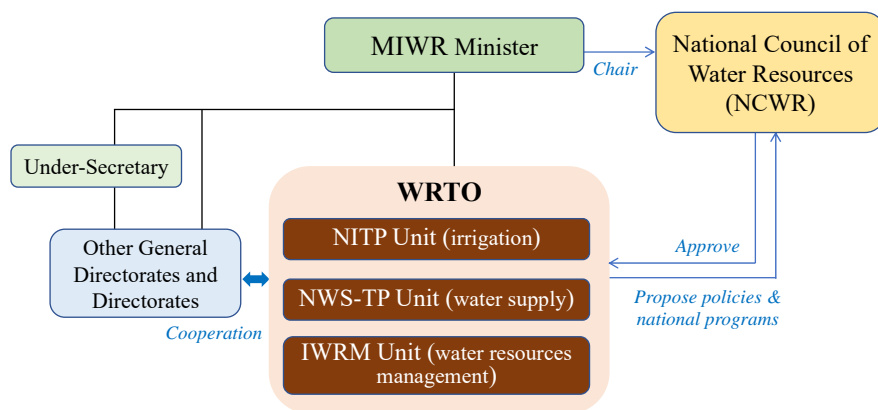 MIWR Minister
Chair
National Council of
Water Resources
(NCWR)
Under-Secretary
WRTO
NITP Unit (irrigation)
Other General
Directorates and
Directorates
Approve
NWS-TP Unit (water supply)
Propose policies &
national programs
Cooperation
IWRM Unit (water resources
management)